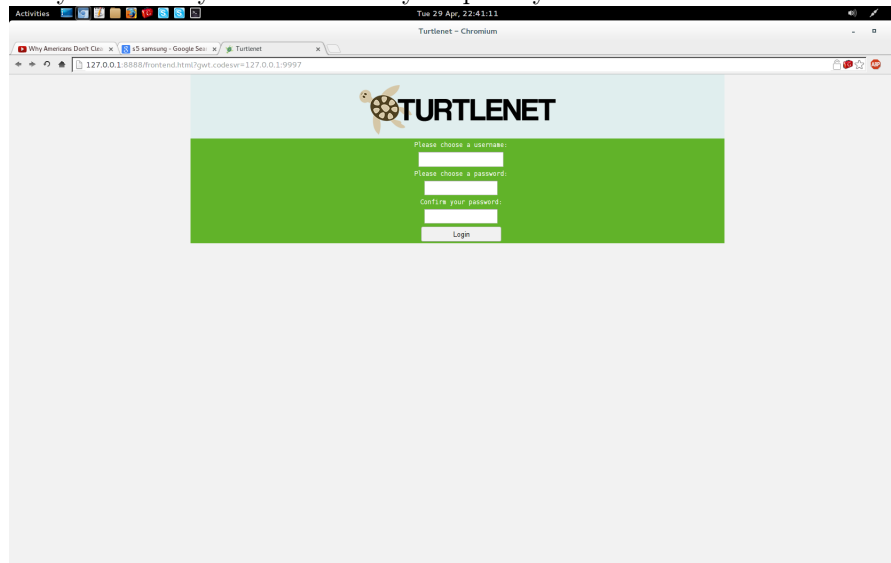 Activities
Tue 29 Apr, 22:41:11
Turtlenet - Chromium
Why Americans Don't Clea
s5 samsung - Google Sea
Turtlenet
127.0.0.1:8888/frontend.html?gwt.codesvr=127.0.0.1:9997
ABP
TURTLENET
Please choose a username:
Please choose a password:
Confirm your password:
Login